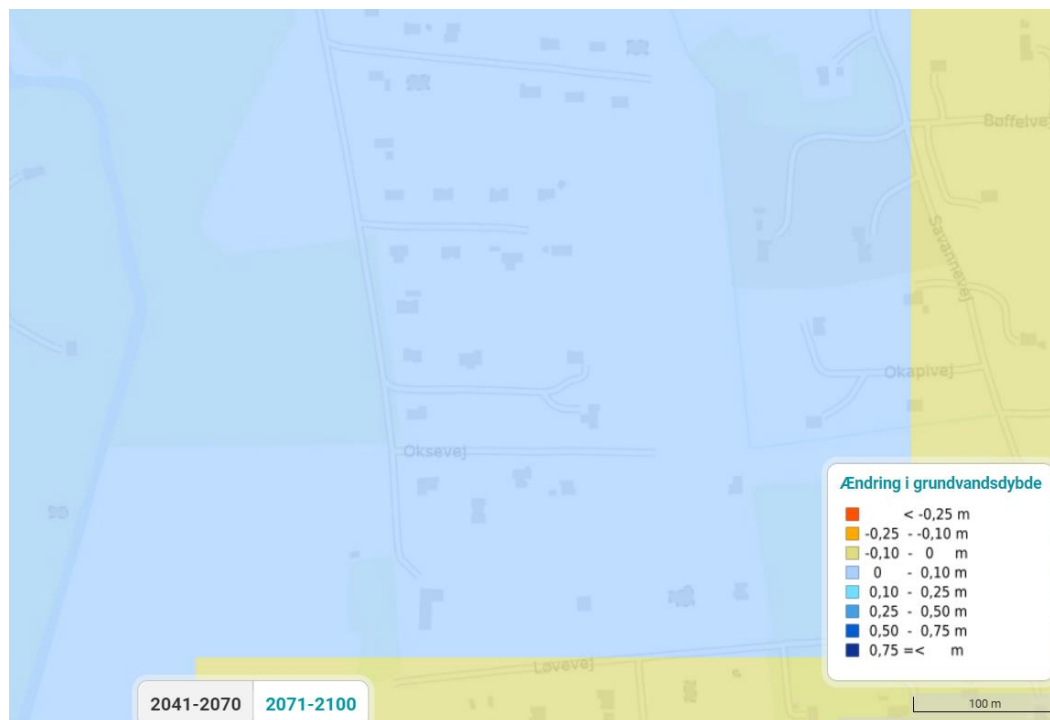 Bøffelvej
Savannevej
Okapivej
Oksevej
Ændring i grundvandsdybde
< -0,25 m
-0,25 - -0,10 m
-0,10 - 0 m
0 - 0,10 m
0,10 - 0,25 m
0,25 - 0,50 m
0,50 - 0,75 m
0,75 =< m
Løvevej
2041-2070 2071-2100
100 m